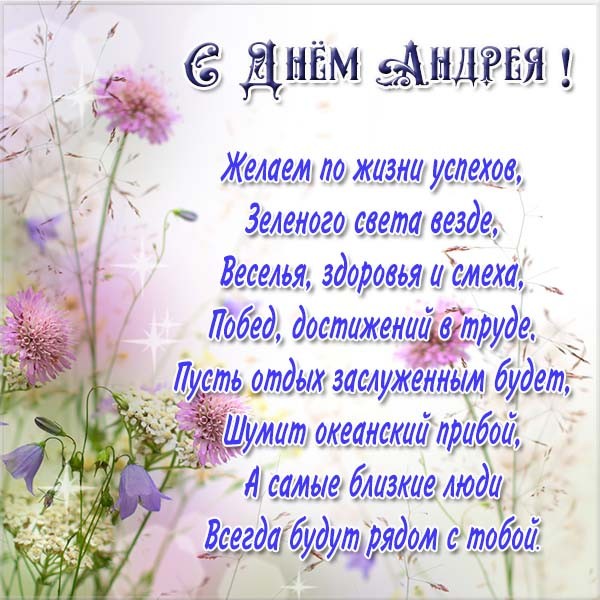 С Днём Андрея !
Желаем по жизни успехов,
Зеленого света везде,
Веселья, здоровья и смеха,
Побед, достижений в труде.
Пусть отдых заслуженным будет,
Шумит океанский прибой,
А самые близкие люди
Всегда будут рядом с тобой.